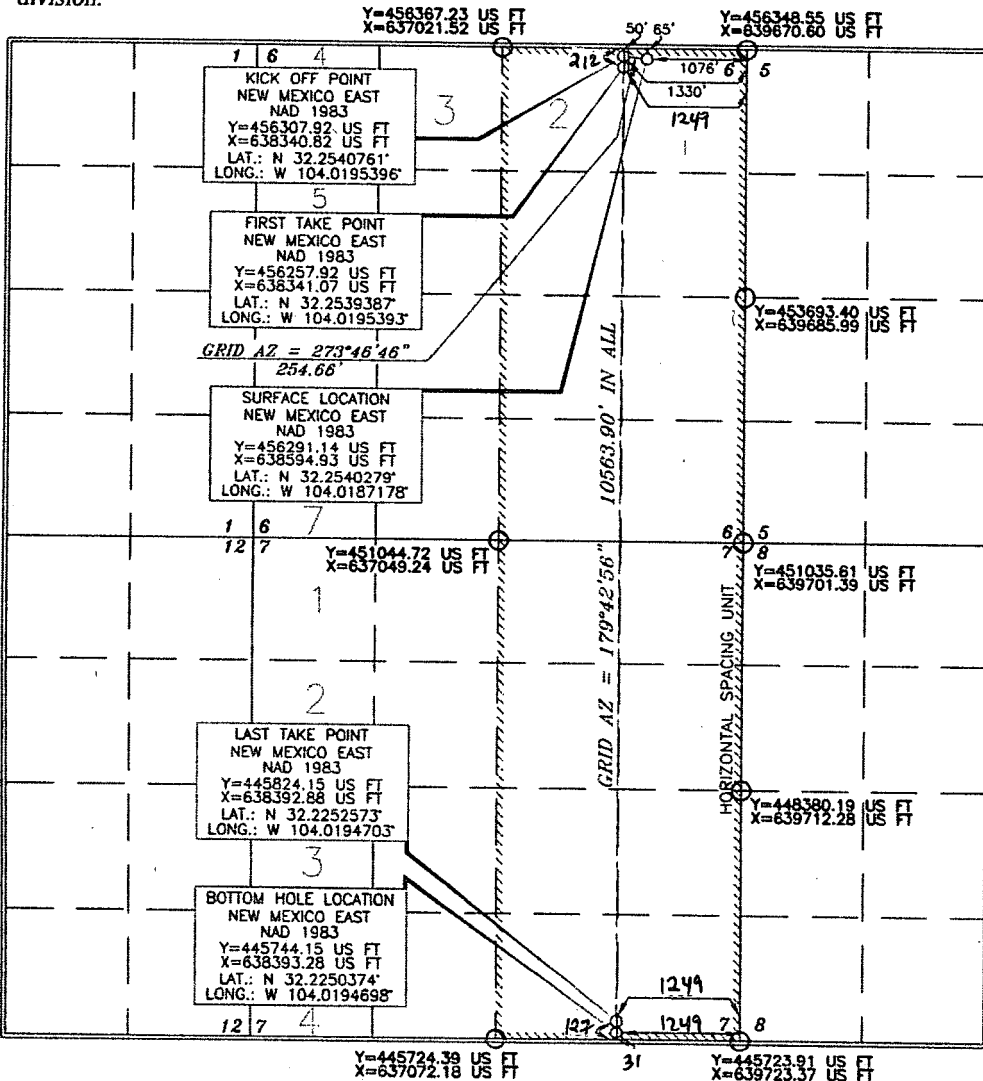 division.
Y=456367.23 US FT
X=637021.52 US FT
Y=456348.55 US FT
X=639670.60 US FT
50' 65'
212
1076'
1330'
1249
1 6
4
6 5
3
2
1
KICK OFF POINT
NEW MEXICO EAST
NAD 1983
Y=456307.92 US FT
X=638340.82 US FT
LAT.: N 32.2540761°
LONG.: W 104.0195396°
5
FIRST TAKE POINT
NEW MEXICO EAST
NAD 1983
Y=456257.92 US FT
X=638341.07 US FT
LAT.: N 32.2539387°
LONG.: W 104.0195393°
Y=453693.40 US FT
X=639685.99 US FT
GRID AZ = 273°46'46"
254.66'
SURFACE LOCATION
NEW MEXICO EAST
NAD 1983
Y=456291.14 US FT
X=638594.93 US FT
LAT.: N 32.2540279°
LONG.: W 104.0187178°
GRID AZ = 179°42'56" 10563.90' IN ALL
7
1 6
12 7
Y=451044.72 US FT
X=637049.24 US FT
6 5
7 8
Y=451035.61 US FT
X=639701.39 US FT
1
HORIZONTAL SPACING UNIT
2
LAST TAKE POINT
NEW MEXICO EAST
NAD 1983
Y=445824.15 US FT
X=638392.88 US FT
LAT.: N 32.2252573°
LONG.: W 104.0194703°
Y=448380.19 US FT
X=639712.28 US FT
3
BOTTOM HOLE LOCATION
NEW MEXICO EAST
NAD 1983
Y=445744.15 US FT
X=638393.28 US FT
LAT.: N 32.2250374°
LONG.: W 104.0194698°
1249
1249
127
31
12 7
4
7 8
Y=445724.39 US FT
X=637072.18 US FT
Y=445723.91 US FT
X=639723.37 US FT